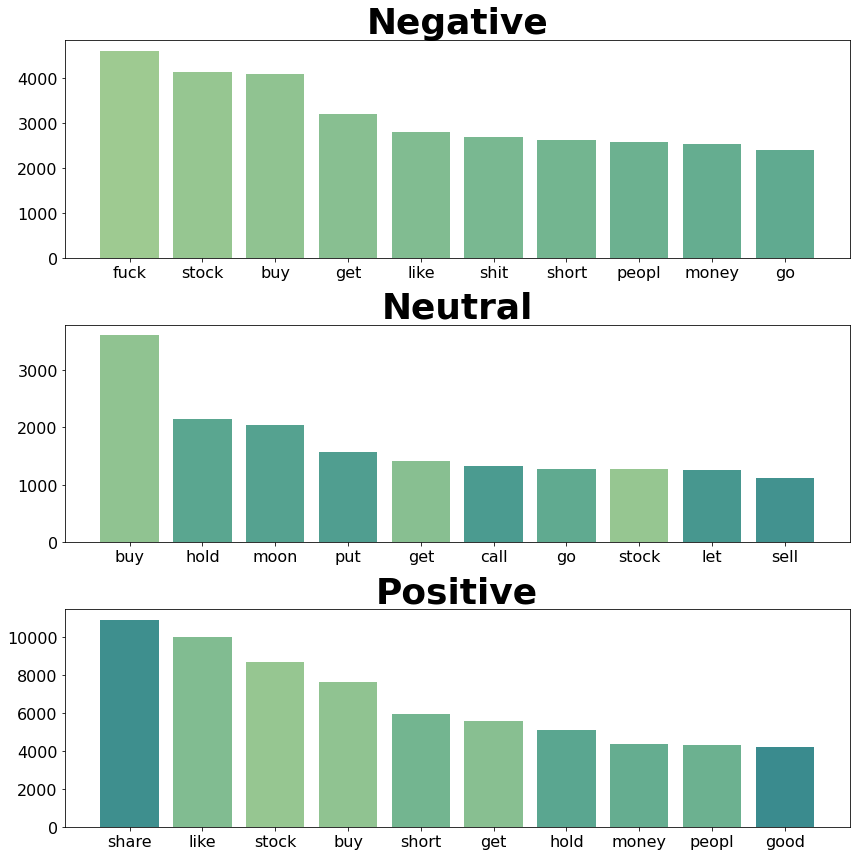 Negative
4000
3000
2000
1000
0
fuck stock buy get like shit short peopl money go
Neutral
3000
2000
1000
0
buy hold moon put get call go stock let sell
Positive
10000
8000
6000
4000
2000
0
share like stock buy short get hold money peopl good